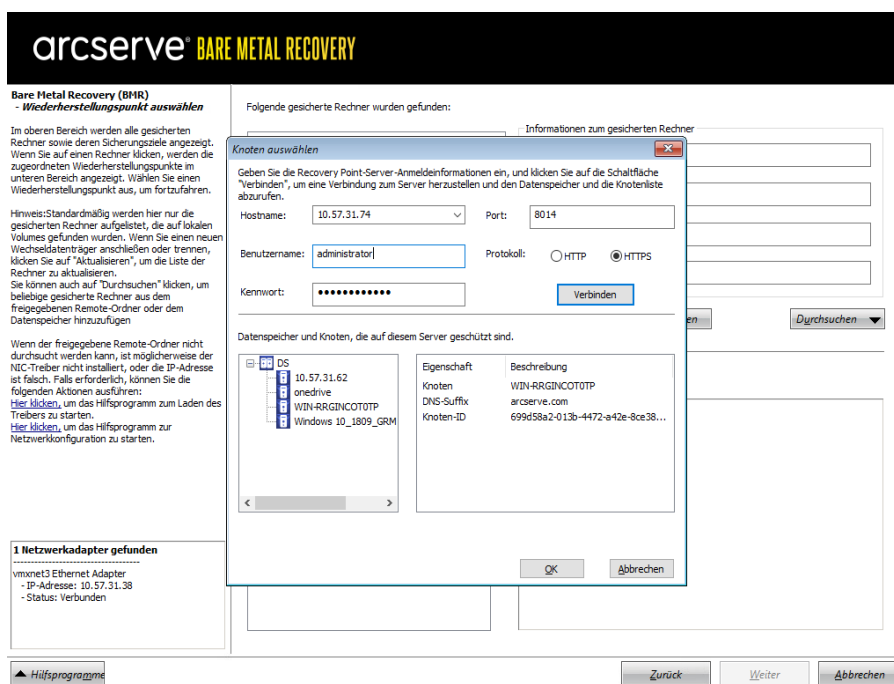 arcserve® BARE METAL RECOVERY
Bare Metal Recovery (BMR)
- Wiederherstellungspunkt auswählen
Im oberen Bereich werden alle gesicherten
Rechner sowie deren Sicherungsziele angezeigt.
Wenn Sie auf einen Rechner klicken, werden die
zugeordneten Wiederherstellungspunkte im
unteren Bereich angezeigt. Wählen Sie einen
Wiederherstellungspunkt aus, um fortzufahren.
Hinweis:Standardmäßig werden hier nur die
gesicherten Rechner aufgelistet, die auf lokalen
Volumes gefunden wurden. Wenn Sie einen neuen
Wechseldatenträger anschließen oder trennen,
klicken Sie auf "Aktualisieren", um die Liste der
Rechner zu aktualisieren.
Sie können auch auf "Durchsuchen" klicken, um
beliebige gesicherte Rechner aus dem
freigegebenen Remote-Ordner oder dem
Datenspeicher hinzuzufügen
Wenn der freigegebene Remote-Ordner nicht
durchsucht werden kann, ist möglicherweise der
NIC-Treiber nicht installiert, oder die IP-Adresse
ist falsch. Falls erforderlich, können Sie die
folgenden Aktionen ausführen:
Hier klicken, um das Hilfsprogramm zum Laden des
Treibers zu starten.
Hier klicken, um das Hilfsprogramm zur
Netzwerkkonfiguration zu starten.
1 Netzwerkadapter gefunden
vmxnet3 Ethernet Adapter
- IP-Adresse: 10.57.31.38
- Status: Verbunden
Folgende gesicherte Rechner wurden gefunden:
Informationen zum gesicherten Rechner
Knoten auswählen
Geben Sie die Recovery Point-Server-Anmeldeinformationen ein, und klicken Sie auf die Schaltfläche
"Verbinden", um eine Verbindung zum Server herzustellen und den Datenspeicher und die Knotenliste
abzurufen.
Hostname: 10.57.31.74 Port: 8014
Benutzername: administrator Protokoll: HTTP HTTPS
Kennwort: •••••••••••• Verbinden
Datenspeicher und Knoten, die auf diesem Server geschützt sind.
DS
10.57.31.62
onedrive
WIN-RRGINCOT0TP
Windows 10_1809_GRM
Eigenschaft Beschreibung
Knoten WIN-RRGINCOT0TP
DNS-Suffix arcserve.com
Knoten-ID 699d58a2-013b-4472-a42e-8ce38...
OK Abbrechen
en Durchsuchen
Hilfsprogramme Zurück Weiter Abbrechen